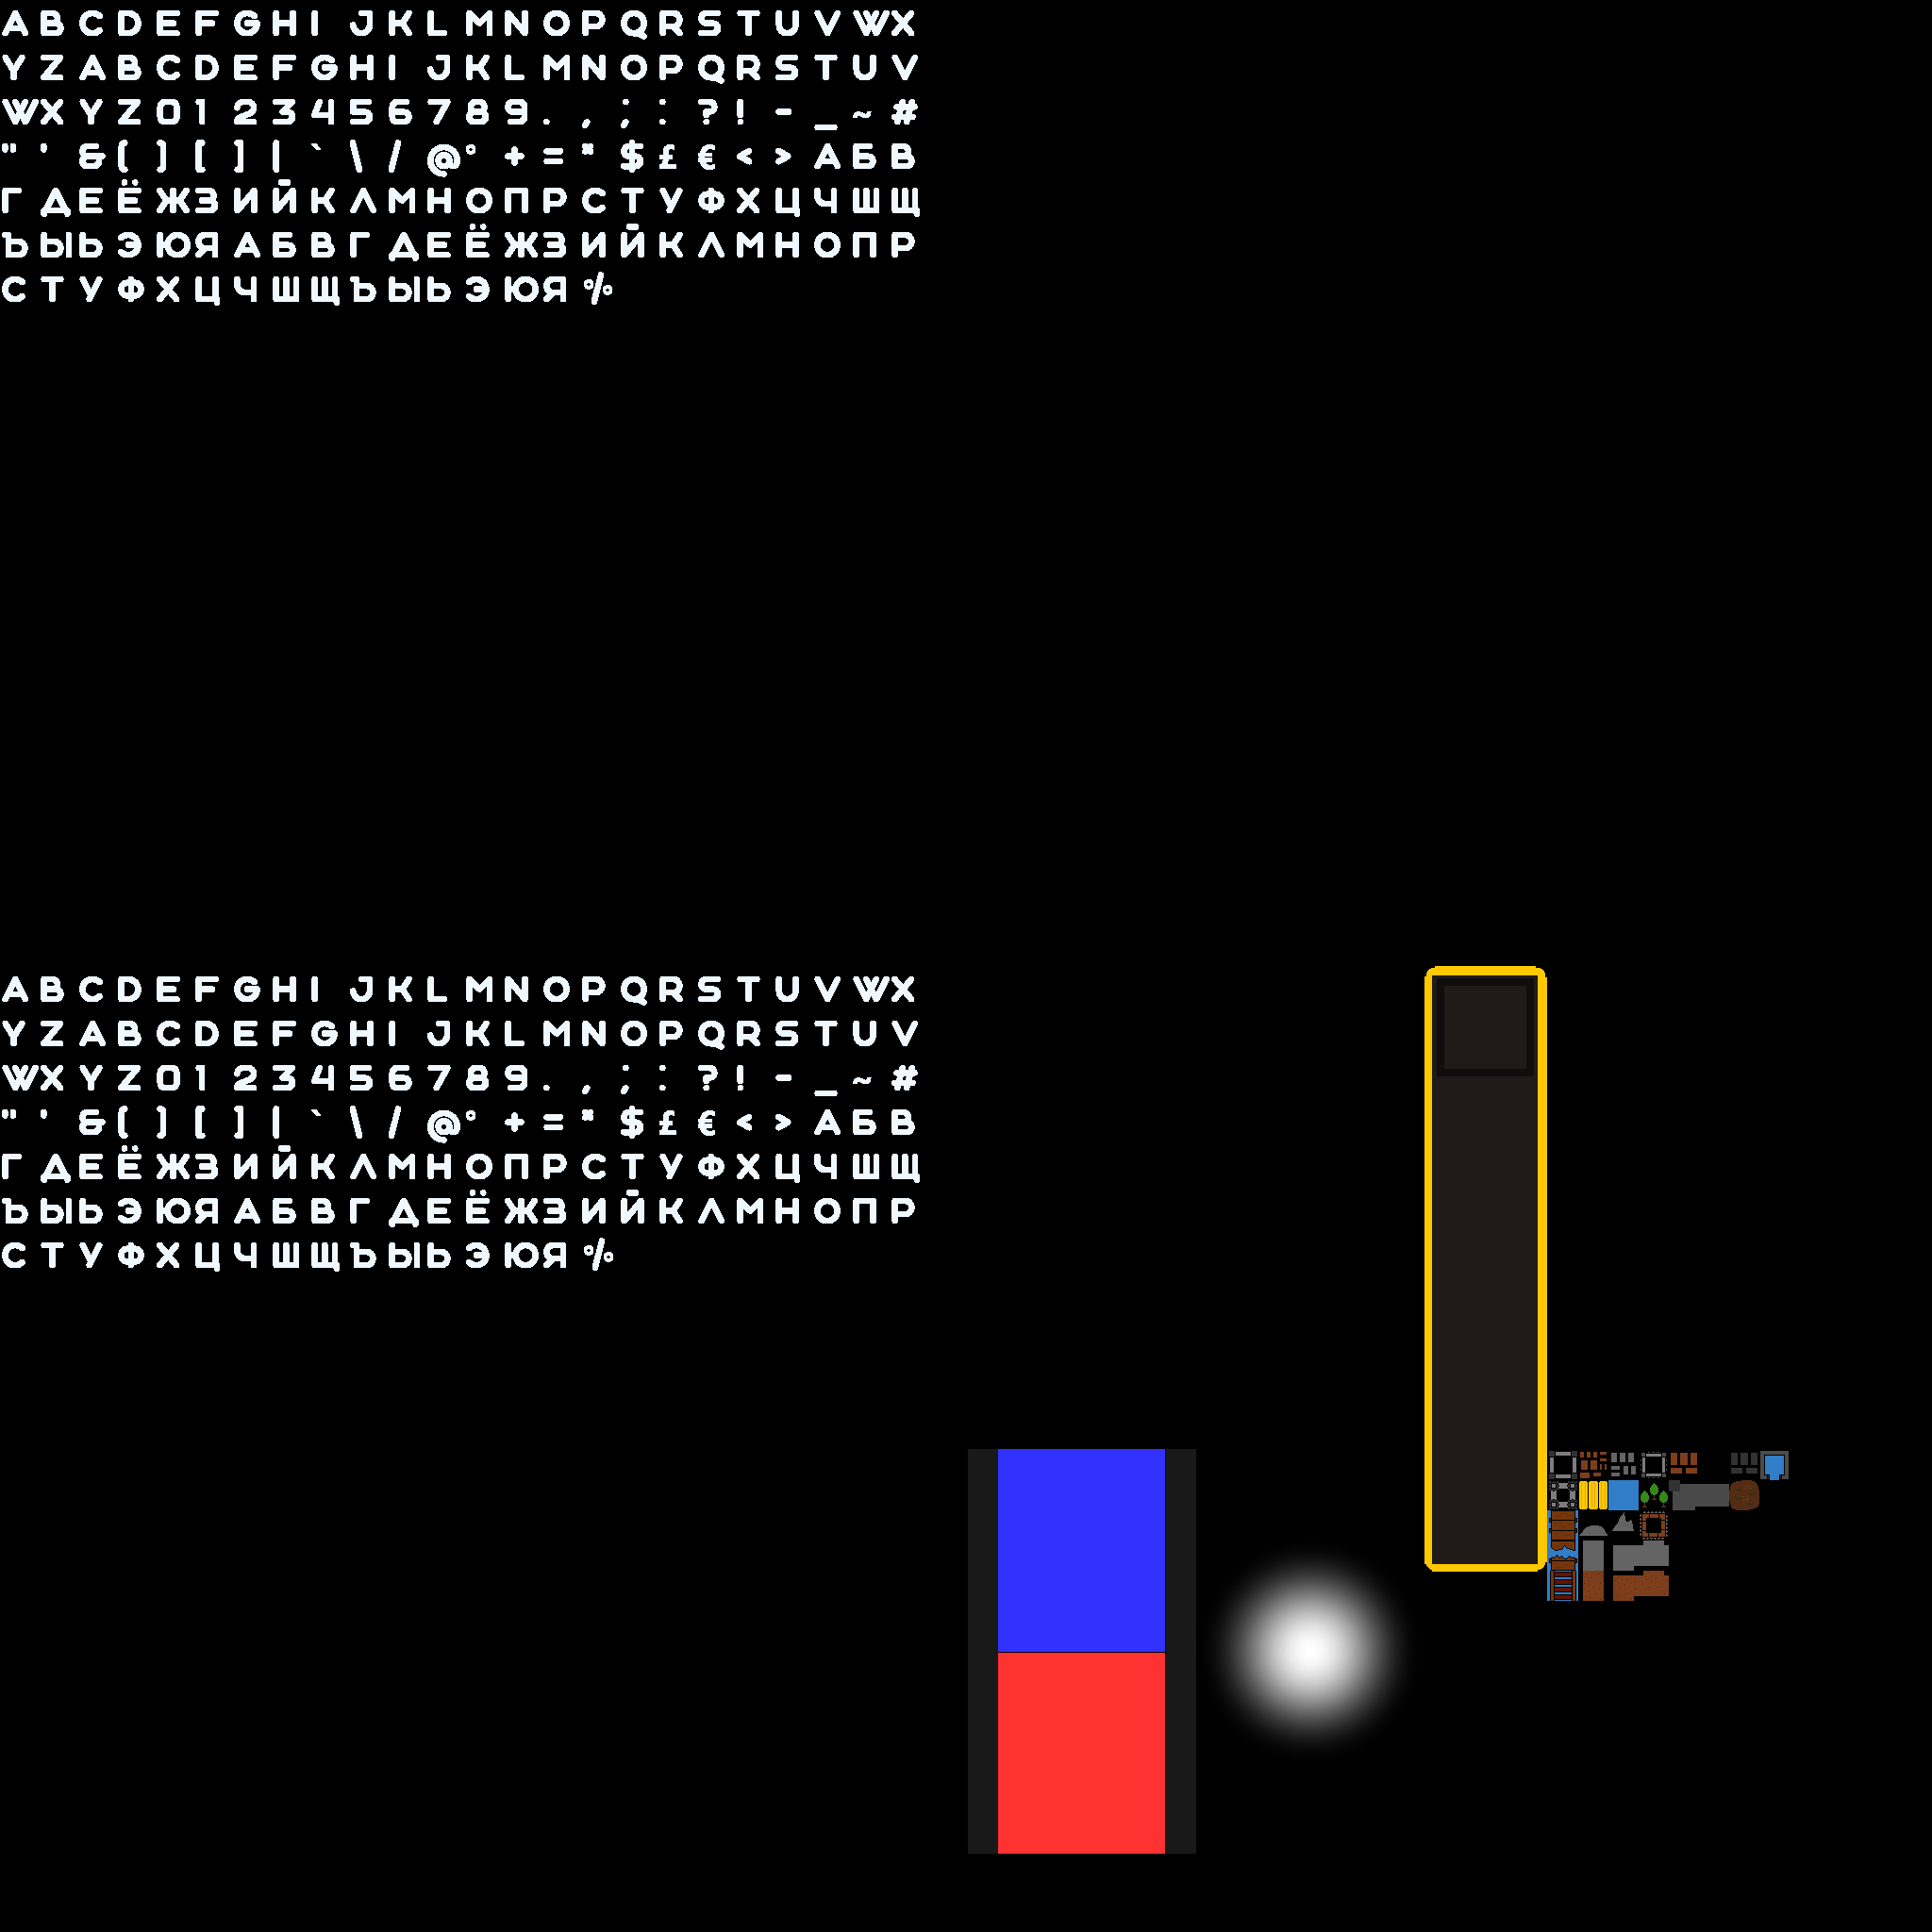 A B C D E F G H I J K L M N O P Q R S T U V W X
Y Z A B C D E F G H I J K L M N O P Q R S T U V
W X Y Z 0 1 2 3 4 5 6 7 8 9 . , ; : ? ! - _ ~ #
" ' & ( ) [ ] | ` \ / @ ° + = * $ £ € < > А Б В
Г Д Е Ё Ж З И Й К Л М Н О П Р С Т У Ф Х Ц Ч Ш Щ
Ъ Ы Ь Э Ю Я А Б В Г Д Е Ё Ж З И Й К Л М Н О П Р
С Т У Ф Х Ц Ч Ш Щ Ъ Ы Ь Э Ю Я %
A B C D E F G H I J K L M N O P Q R S T U V W X
Y Z A B C D E F G H I J K L M N O P Q R S T U V
W X Y Z 0 1 2 3 4 5 6 7 8 9 . , ; : ? ! - _ ~ #
" ' & ( ) [ ] | ` \ / @ ° + = * $ £ € < > А Б В
Г Д Е Ё Ж З И Й К Л М Н О П Р С Т У Ф Х Ц Ч Ш Щ
Ъ Ы Ь Э Ю Я А Б В Г Д Е Ё Ж З И Й К Л М Н О П Р
С Т У Ф Х Ц Ч Ш Щ Ъ Ы Ь Э Ю Я %